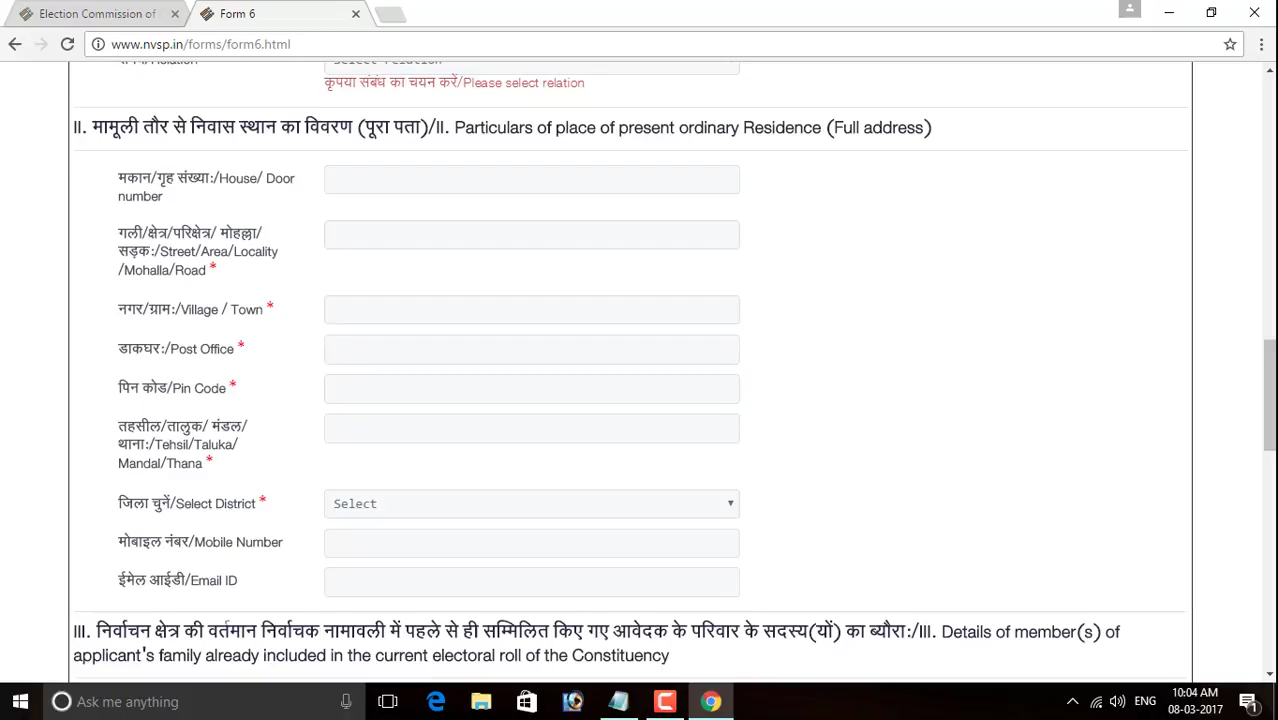 Election Commission of
Form 6
www.nvsp.in/forms/form6.html
कृपया संबंध का चयन करें/Please select relation
II. मामूली तौर से निवास स्थान का विवरण (पूरा पता)/II. Particulars of place of present ordinary Residence (Full address)
मकान/गृह संख्या:/House/ Door
number
गली/क्षेत्र/परिक्षेत्र/ मोहल्ला/
सड़क:/Street/Area/Locality
/Mohalla/Road *
नगर/ग्राम:/Village / Town *
डाकघर:/Post Office *
पिन कोड/Pin Code *
तहसील/तालुक/ मंडल/
थाना:/Tehsil/Taluka/
Mandal/Thana *
जिला चुनें/Select District *
Select
मोबाइल नंबर/Mobile Number
ईमेल आईडी/Email ID
III. निर्वाचन क्षेत्र की वर्तमान निर्वाचक नामावली में पहले से ही सम्मिलित किए गए आवेदक के परिवार के सदस्य(यों) का ब्यौरा:/III. Details of member(s) of
applicant's family already included in the current electoral roll of the Constituency
Ask me anything
ENG
10:04 AM
08-03-2017
1